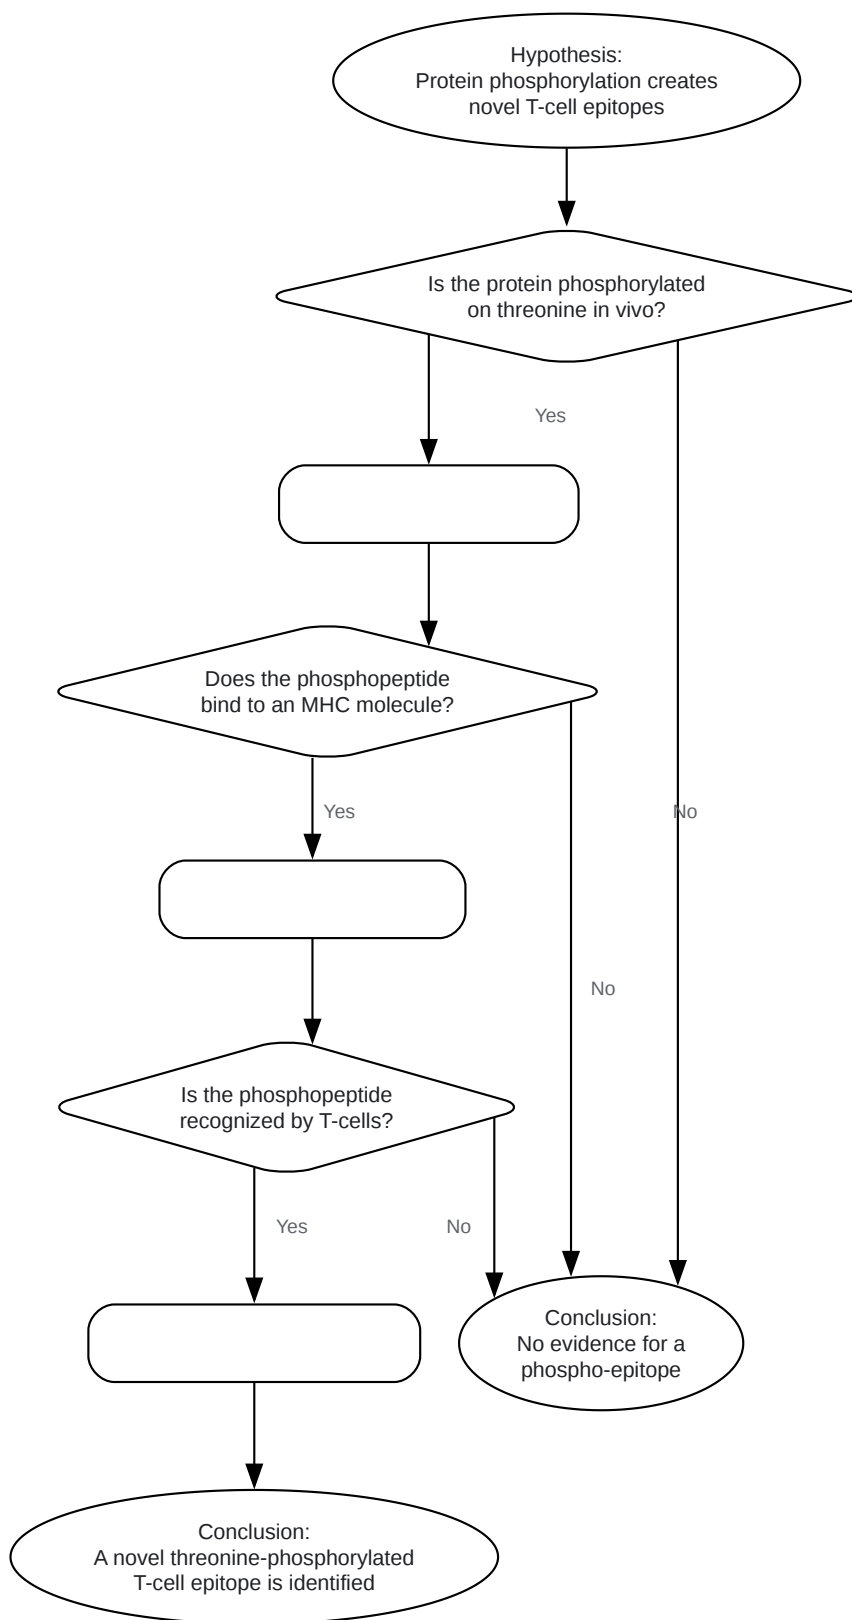 Hypothesis:
Protein phosphorylation creates
novel T-cell epitopes
Is the protein phosphorylated
on threonine in vivo?
Yes
Does the phosphopeptide
bind to an MHC molecule?
Yes
No
No
Is the phosphopeptide
recognized by T-cells?
Yes
No
Conclusion:
No evidence for a
phospho-epitope
Conclusion:
A novel threonine-phosphorylated
T-cell epitope is identified